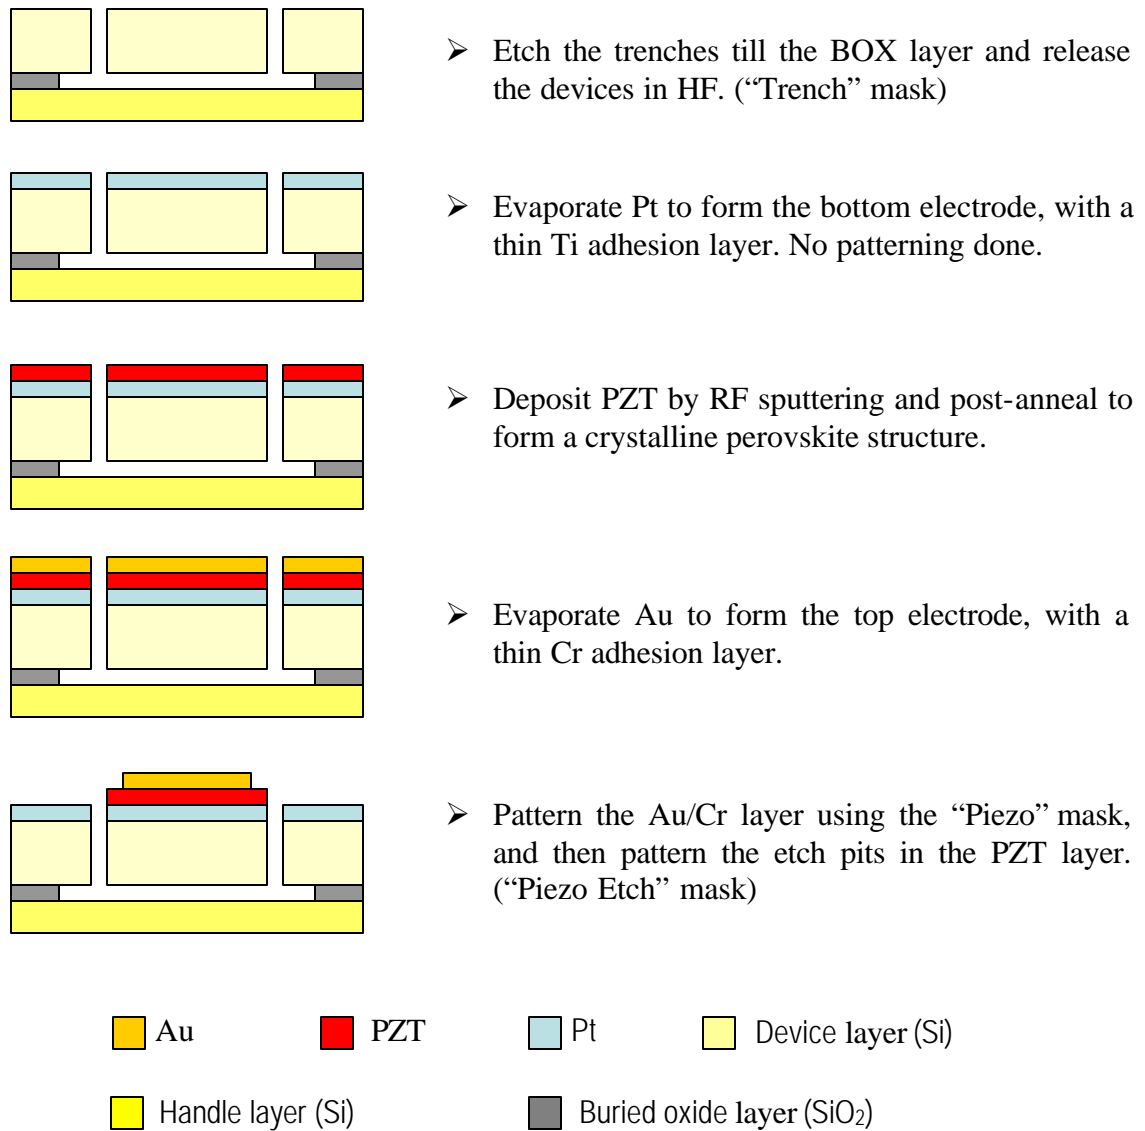 ➢ Etch the trenches till the BOX layer and release
the devices in HF. (“Trench” mask)
➢ Evaporate Pt to form the bottom electrode, with a
thin Ti adhesion layer. No patterning done.
➢ Deposit PZT by RF sputtering and post-anneal to
form a crystalline perovskite structure.
➢ Evaporate Au to form the top electrode, with a
thin Cr adhesion layer.
➢ Pattern the Au/Cr layer using the “Piezo” mask,
and then pattern the etch pits in the PZT layer.
(“Piezo Etch” mask)
Au PZT Pt Device layer (Si)
Handle layer (Si) Buried oxide layer (SiO₂)